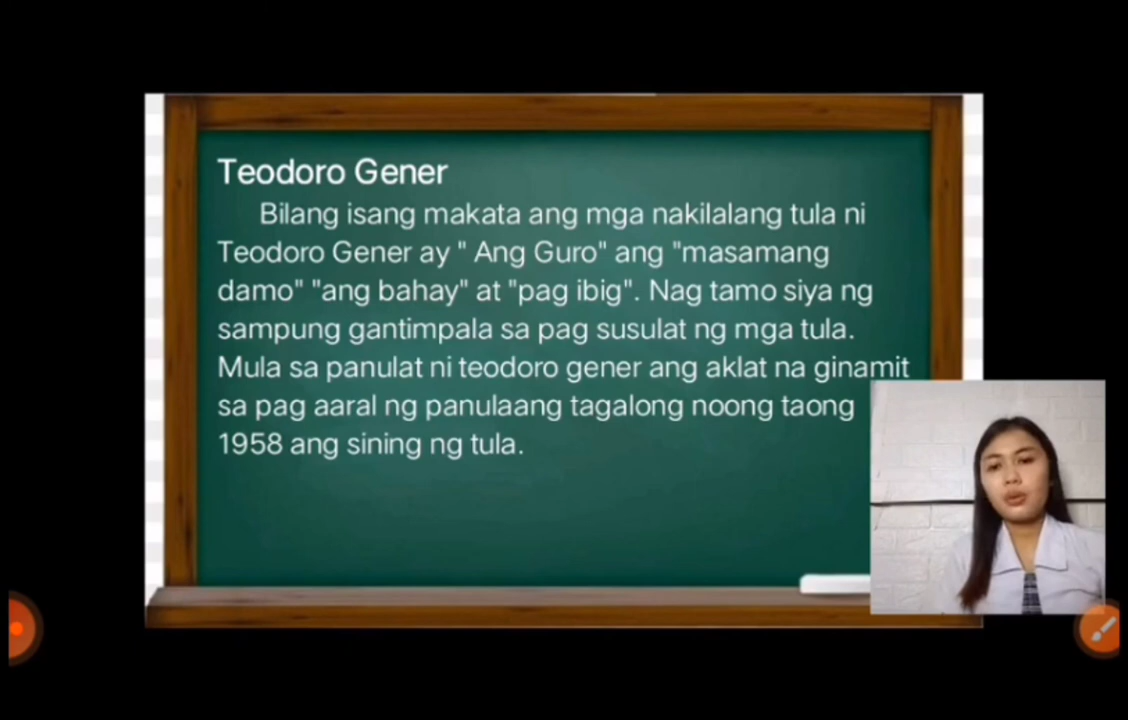 Teodoro Gener
Bilang isang makata ang mga nakilalang tula ni
Teodoro Gener ay " Ang Guro" ang "masamang
damo" "ang bahay" at "pag ibig". Nag tamo siya ng
sampung gantimpala sa pag susulat ng mga tula.
Mula sa panulat ni teodoro gener ang aklat na ginamit
sa pag aaral ng panulaang tagalong noong taong
1958 ang sining ng tula.